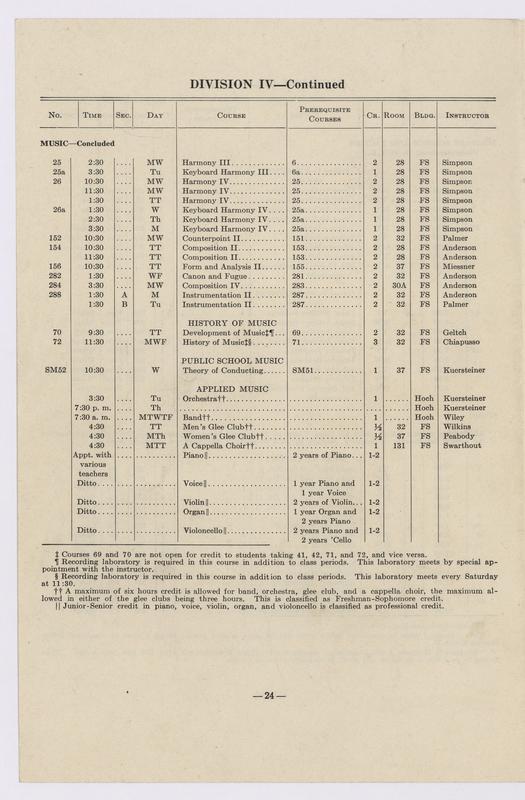 DIVISION IV—Continued
No. Time Sec. Day Course Prerequisite Courses Cr. Room Bldg. Instructor
MUSIC—Concluded
25 2:30 .... MW Harmony III 6 2 28 FS Simpson
25a 3:30 .... Tu Keyboard Harmony III 6a 1 28 FS Simpson
26 10:30 .... MW Harmony IV 25 2 28 FS Simpson
11:30 .... MW Harmony IV 25 2 28 FS Simpson
1:30 .... TT Harmony IV 25 2 28 FS Simpson
26a 1:30 .... W Keyboard Harmony IV 25a 1 28 FS Simpson
2:30 .... Th Keyboard Harmony IV 25a 1 28 FS Simpson
3:30 .... M Keyboard Harmony IV 25a 1 28 FS Simpson
152 10:30 .... MW Counterpoint II 151 2 32 FS Palmer
154 10:30 .... TT Composition II 153 2 28 FS Anderson
11:30 .... TT Composition II 153 2 28 FS Anderson
156 10:30 .... TT Form and Analysis II 155 2 37 FS Miessner
282 1:30 .... WF Canon and Fugue 281 2 32 FS Anderson
284 3:30 .... MW Composition IV 283 2 30A FS Anderson
288 1:30 A M Instrumentation II 287 2 32 FS Anderson
1:30 B Tu Instrumentation II 287 2 32 FS Palmer
HISTORY OF MUSIC
70 9:30 .... TT Development of Music‡¶ 69 2 32 FS Geltch
72 11:30 .... MWF History of Music‡§ 71 3 32 FS Chiapusso
PUBLIC SCHOOL MUSIC
SM52 10:30 .... W Theory of Conducting SM51 1 37 FS Kuersteiner
APPLIED MUSIC
3:30 .... Tu Orchestra†† 1 ...... Hoch Kuersteiner
7:30 p. m. .... Th Hoch Kuersteiner
7:30 a. m. .... MTWTF Band†† 1 ...... Hoch Wiley
4:30 .... TT Men's Glee Club†† ½ 32 FS Wilkins
4:30 .... MTh Women's Glee Club†† ½ 37 FS Peabody
4:30 .... MTT A Cappella Choir†† 1 131 FS Swarthout
Appt. with .... Piano‖ 2 years of Piano 1-2
various
teachers
Ditto .... Voice‖ 1 year Piano and 1-2
1 year Voice
Ditto .... Violin‖ 2 years of Violin 1-2
Ditto .... Organ‖ 1 year Organ and 1-2
2 years Piano
Ditto .... Violoncello‖ 2 years Piano and 1-2
2 years 'Cello
‡ Courses 69 and 70 are not open for credit to students taking 41, 42, 71, and 72, and vice versa.
¶ Recording laboratory is required in this course in addition to class periods. This laboratory meets by special ap-
pointment with the instructor.
§ Recording laboratory is required in this course in addition to class periods. This laboratory meets every Saturday
at 11:30.
†† A maximum of six hours credit is allowed for band, orchestra, glee club, and a cappella choir, the maximum al-
lowed in either of the glee clubs being three hours. This is classified as Freshman-Sophomore credit.
‖ Junior-Senior credit in piano, voice, violin, organ, and violoncello is classified as professional credit.
—24—